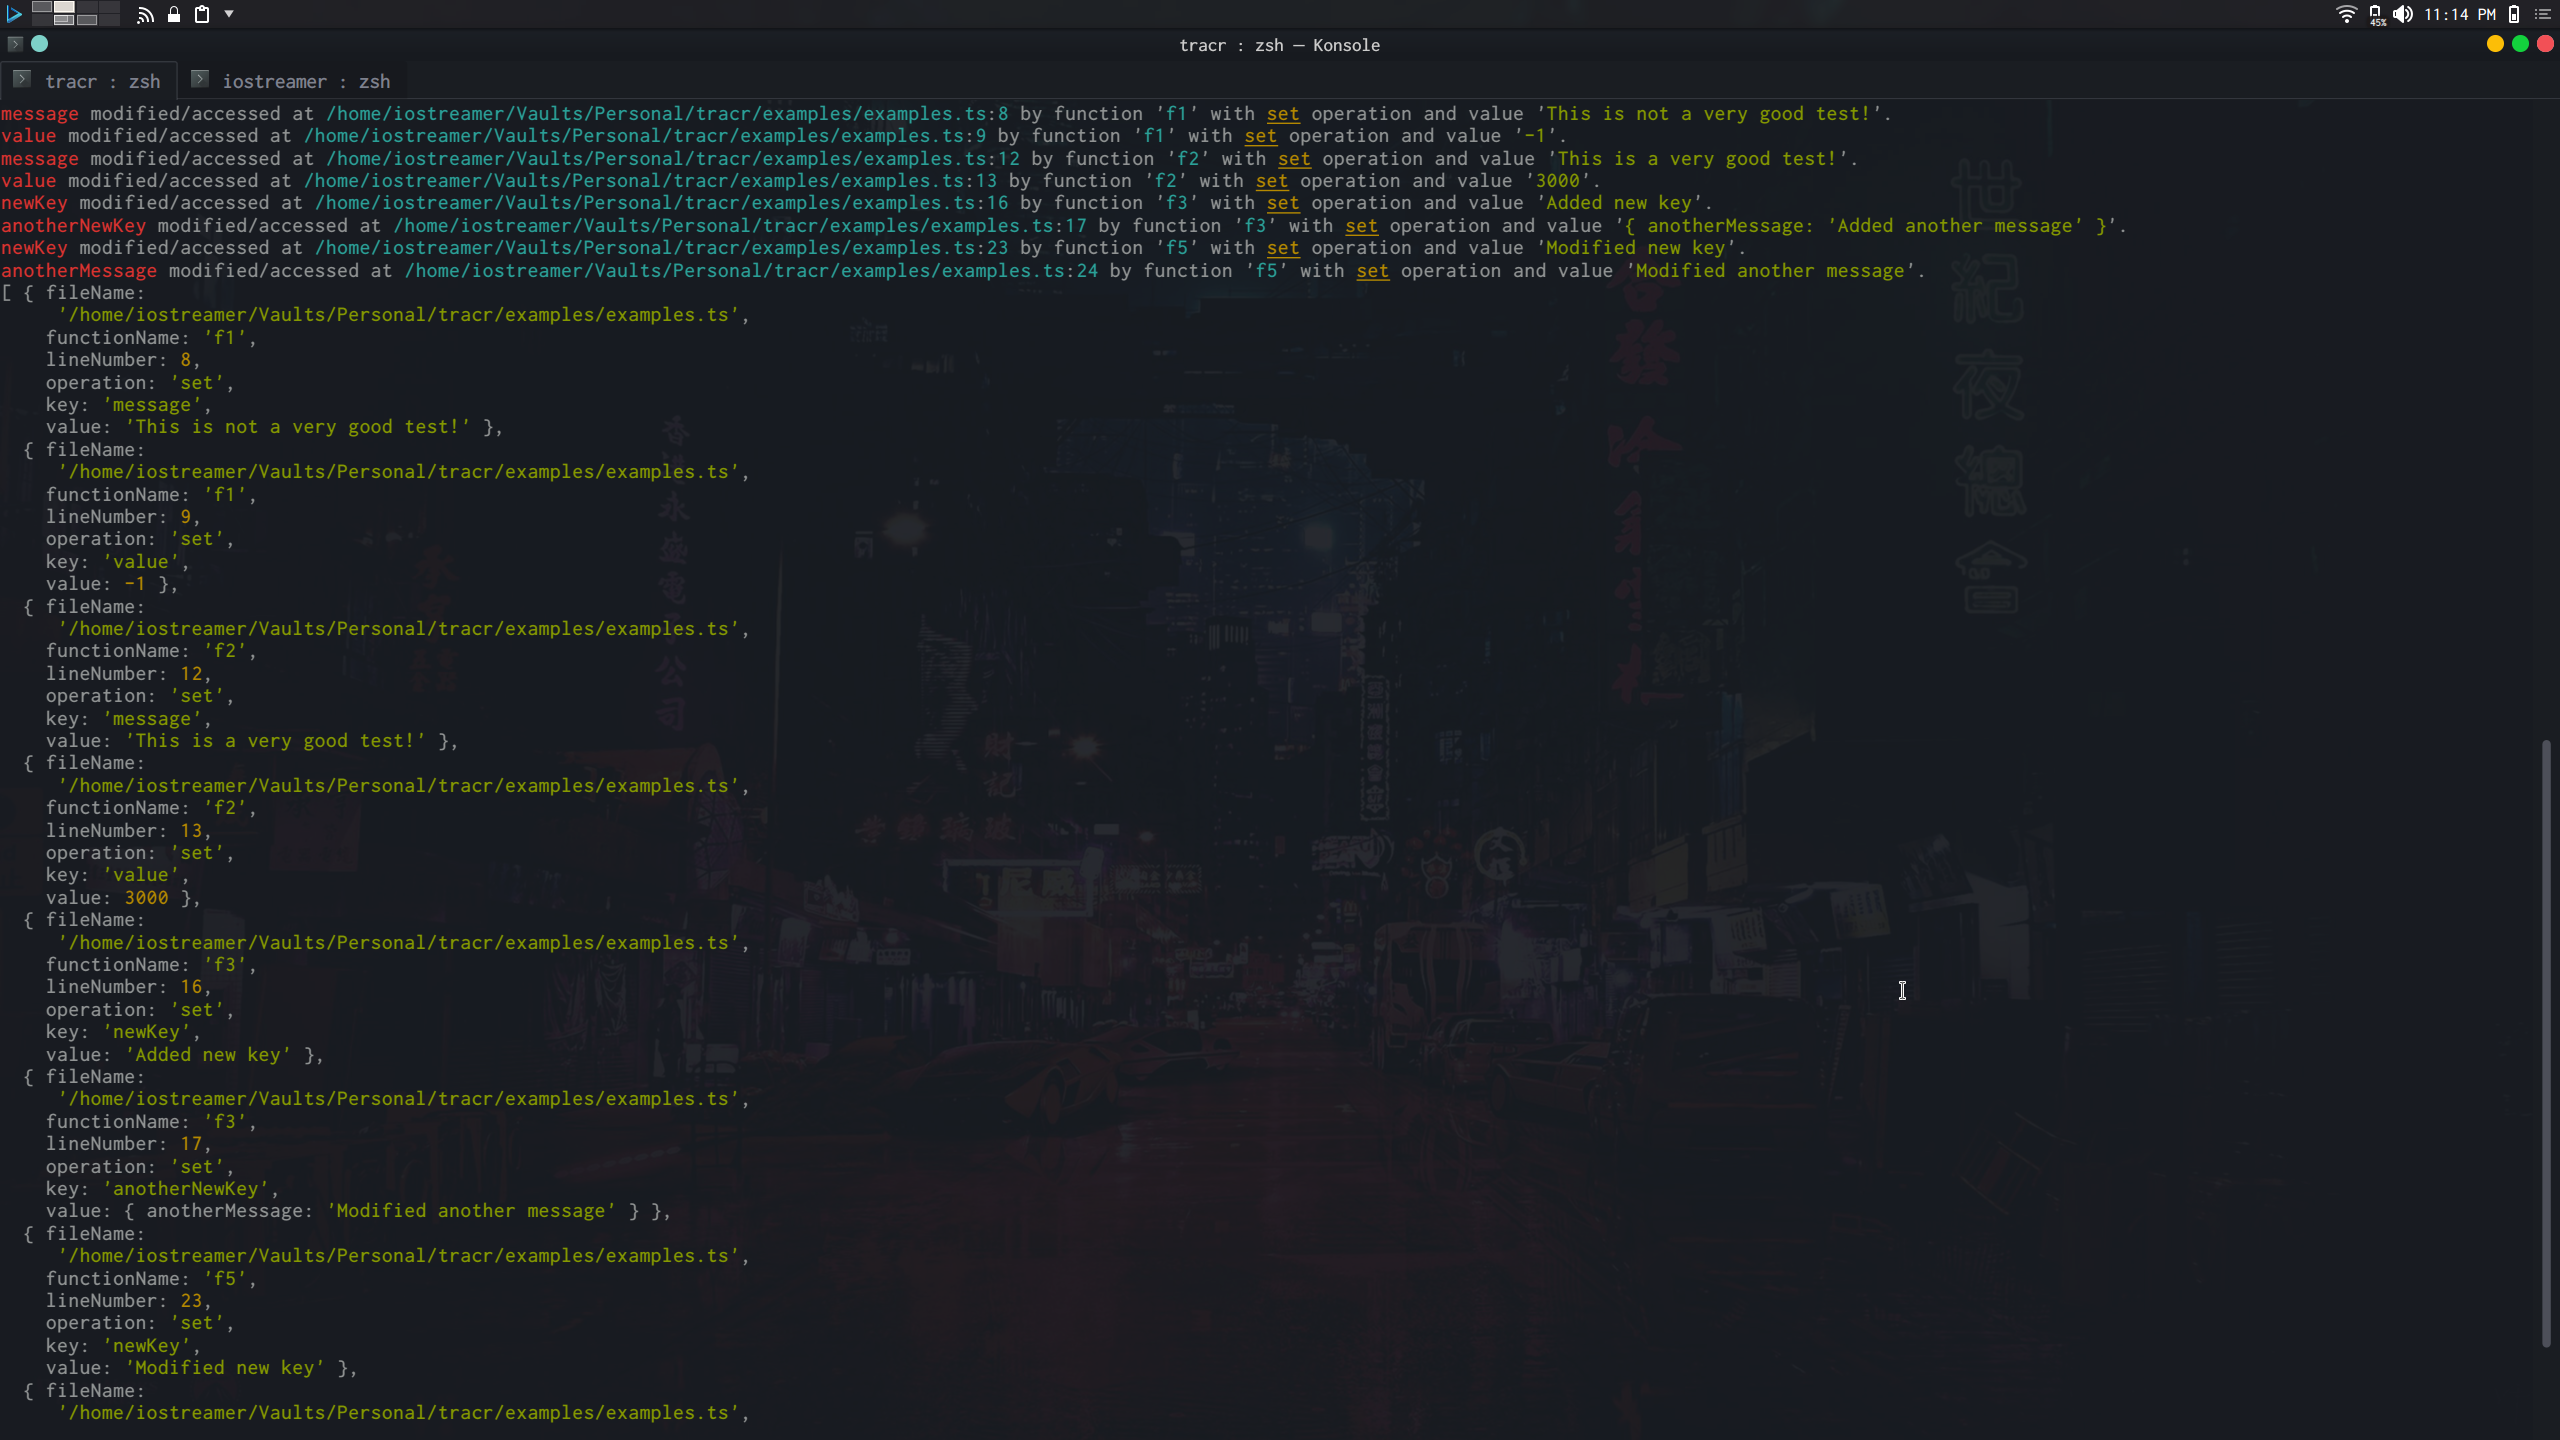 45%
11:14 PM
tracr : zsh — Konsole
tracr : zsh
iostreamer : zsh
message modified/accessed at /home/iostreamer/Vaults/Personal/tracr/examples/examples.ts:8 by function 'f1' with set operation and value 'This is not a very good test!'.
value modified/accessed at /home/iostreamer/Vaults/Personal/tracr/examples/examples.ts:9 by function 'f1' with set operation and value '-1'.
message modified/accessed at /home/iostreamer/Vaults/Personal/tracr/examples/examples.ts:12 by function 'f2' with set operation and value 'This is a very good test!'.
value modified/accessed at /home/iostreamer/Vaults/Personal/tracr/examples/examples.ts:13 by function 'f2' with set operation and value '3000'.
newKey modified/accessed at /home/iostreamer/Vaults/Personal/tracr/examples/examples.ts:16 by function 'f3' with set operation and value 'Added new key'.
anotherNewKey modified/accessed at /home/iostreamer/Vaults/Personal/tracr/examples/examples.ts:17 by function 'f3' with set operation and value '{ anotherMessage: 'Added another message' }'.
newKey modified/accessed at /home/iostreamer/Vaults/Personal/tracr/examples/examples.ts:23 by function 'f5' with set operation and value 'Modified new key'.
anotherMessage modified/accessed at /home/iostreamer/Vaults/Personal/tracr/examples/examples.ts:24 by function 'f5' with set operation and value 'Modified another message'.
[ { fileName:
'/home/iostreamer/Vaults/Personal/tracr/examples/examples.ts',
functionName: 'f1',
lineNumber: 8,
operation: 'set',
key: 'message',
value: 'This is not a very good test!' },
{ fileName:
'/home/iostreamer/Vaults/Personal/tracr/examples/examples.ts',
functionName: 'f1',
lineNumber: 9,
operation: 'set',
key: 'value',
value: -1 },
{ fileName:
'/home/iostreamer/Vaults/Personal/tracr/examples/examples.ts',
functionName: 'f2',
lineNumber: 12,
operation: 'set',
key: 'message',
value: 'This is a very good test!' },
{ fileName:
'/home/iostreamer/Vaults/Personal/tracr/examples/examples.ts',
functionName: 'f2',
lineNumber: 13,
operation: 'set',
key: 'value',
value: 3000 },
{ fileName:
'/home/iostreamer/Vaults/Personal/tracr/examples/examples.ts',
functionName: 'f3',
lineNumber: 16,
operation: 'set',
key: 'newKey',
value: 'Added new key' },
{ fileName:
'/home/iostreamer/Vaults/Personal/tracr/examples/examples.ts',
functionName: 'f3',
lineNumber: 17,
operation: 'set',
key: 'anotherNewKey',
value: { anotherMessage: 'Modified another message' } },
{ fileName:
'/home/iostreamer/Vaults/Personal/tracr/examples/examples.ts',
functionName: 'f5',
lineNumber: 23,
operation: 'set',
key: 'newKey',
value: 'Modified new key' },
{ fileName:
'/home/iostreamer/Vaults/Personal/tracr/examples/examples.ts',
世紀夜總會
財記